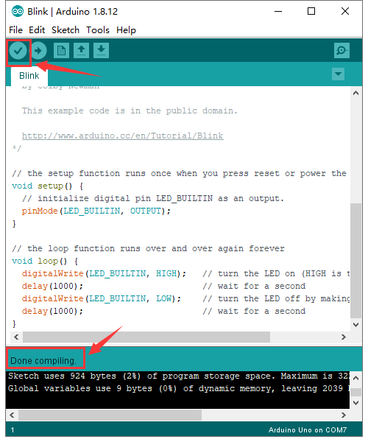 Blink | Arduino 1.8.12
File Edit Sketch Tools Help
Blink
This example code is in the public domain.
http://www.arduino.cc/en/Tutorial/Blink
*/
// the setup function runs once when you press reset or power the
void setup() {
// initialize digital pin LED_BUILTIN as an output.
pinMode(LED_BUILTIN, OUTPUT);
}
// the loop function runs over and over again forever
void loop() {
digitalWrite(LED_BUILTIN, HIGH); // turn the LED on (HIGH is t
delay(1000); // wait for a second
digitalWrite(LED_BUILTIN, LOW); // turn the LED off by making
delay(1000); // wait for a second
}
Done compiling.
Sketch uses 924 bytes (2%) of program storage space. Maximum is 32
Global variables use 9 bytes (0%) of dynamic memory, leaving 2039
1
Arduino Uno on COM7